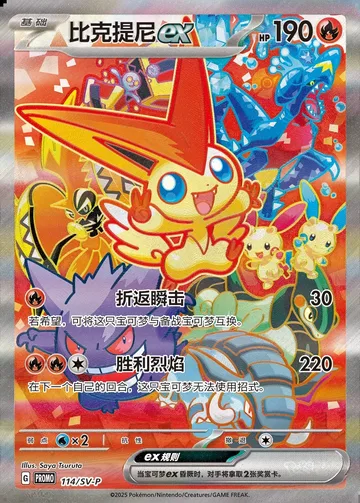 基础 比克提尼ex HP190
折返瞬击 30
若希望，可将这只宝可梦与备战宝可梦互换。
胜利烈焰 220
在下一个自己的回合，这只宝可梦无法使用招式。
弱点 ×2 抗性 撤退
Illus. Saya Tsuruta
ex规则
G PROMO 114/SV-P
当宝可梦ex昏厥时，对手将拿取2张奖赏卡。
©2025 Pokémon/Nintendo/Creatures/GAME FREAK.